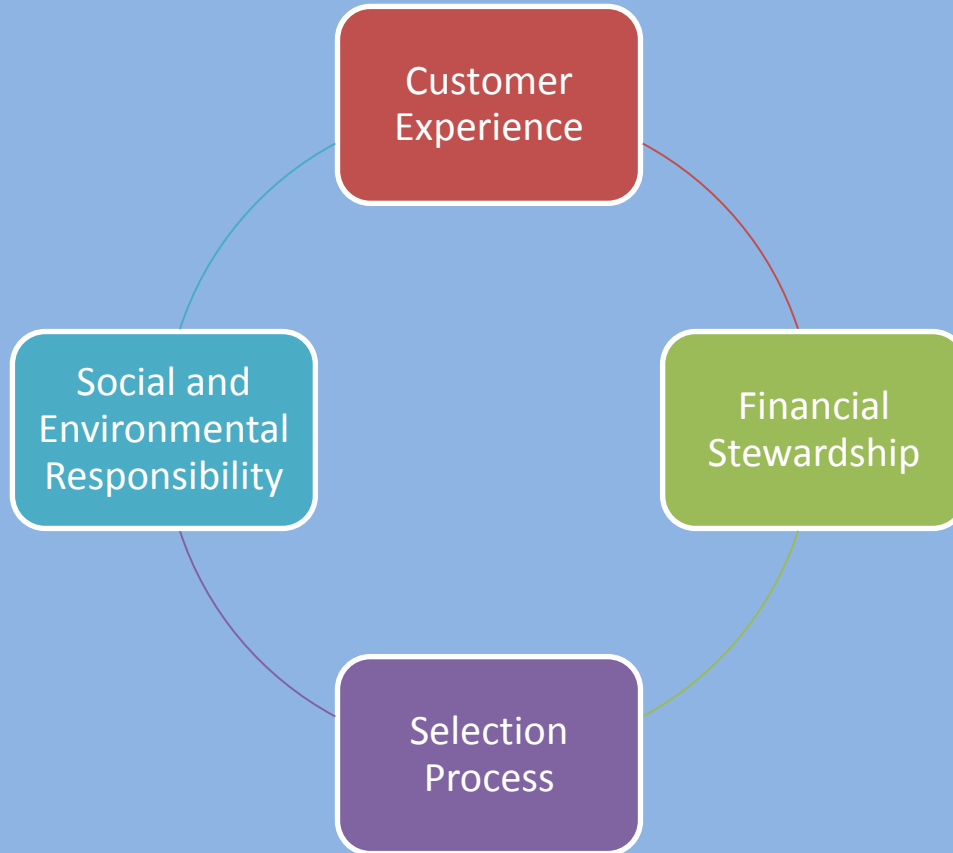 Customer
Experience
Social and
Environmental
Responsibility
Financial
Stewardship
Selection
Process